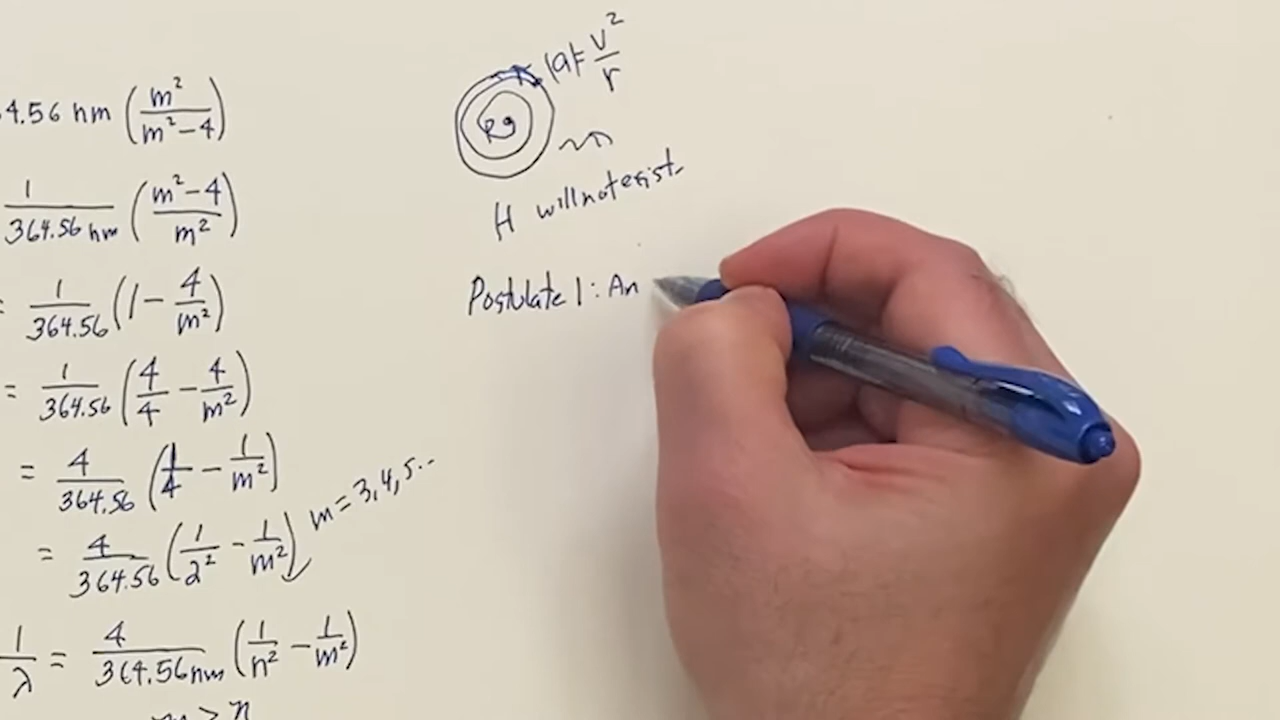 4.56 nm (m²/(m²−4))
1/(364.56 nm) ((m²−4)/m²)
= 1/364.56 (1 − 4/m²)
= 1/364.56 (4/4 − 4/m²)
= 4/364.56 (1/4 − 1/m²)
= 4/364.56 (1/2² − 1/m²) m = 3,4,5..
1/λ = 4/(364.56nm) (1/n² − 1/m²)
m > n
|a| = v²/r
H will not exist
Postulate 1: An